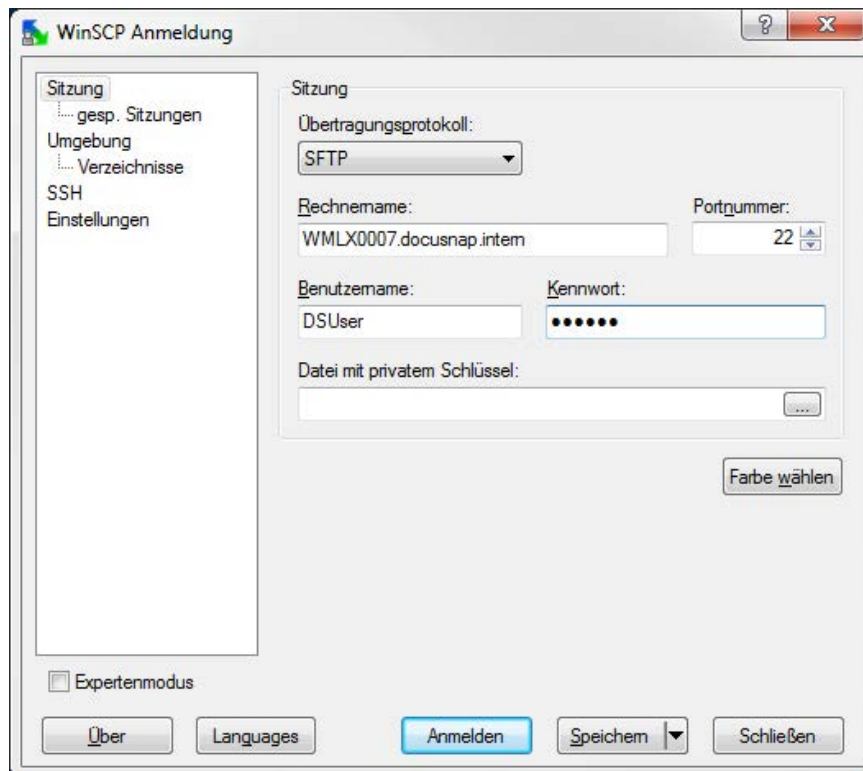 WinSCP Anmeldung
Sitzung
gesp. Sitzungen
Umgebung
Verzeichnisse
SSH
Einstellungen
Sitzung
Übertragungsprotokoll:
SFTP
Rechnername:
Portnummer:
WMLX0007.docusnap.intern
22
Benutzername:
Kennwort:
DSUser
••••••
Datei mit privatem Schlüssel:
...
Farbe wählen
Expertenmodus
Über
Languages
Anmelden
Speichern
Schließen